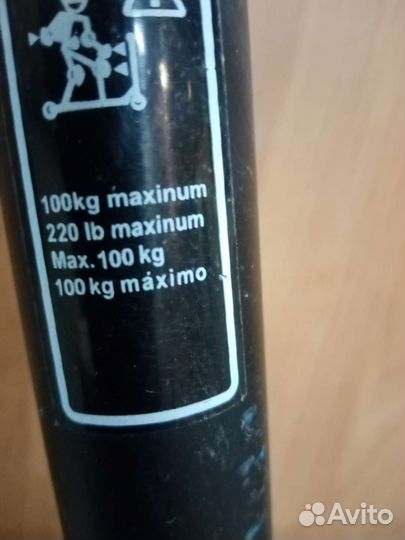 100kg maxinum
220 lb maxinum
Max. 100 kg
100 kg máximo
Avito